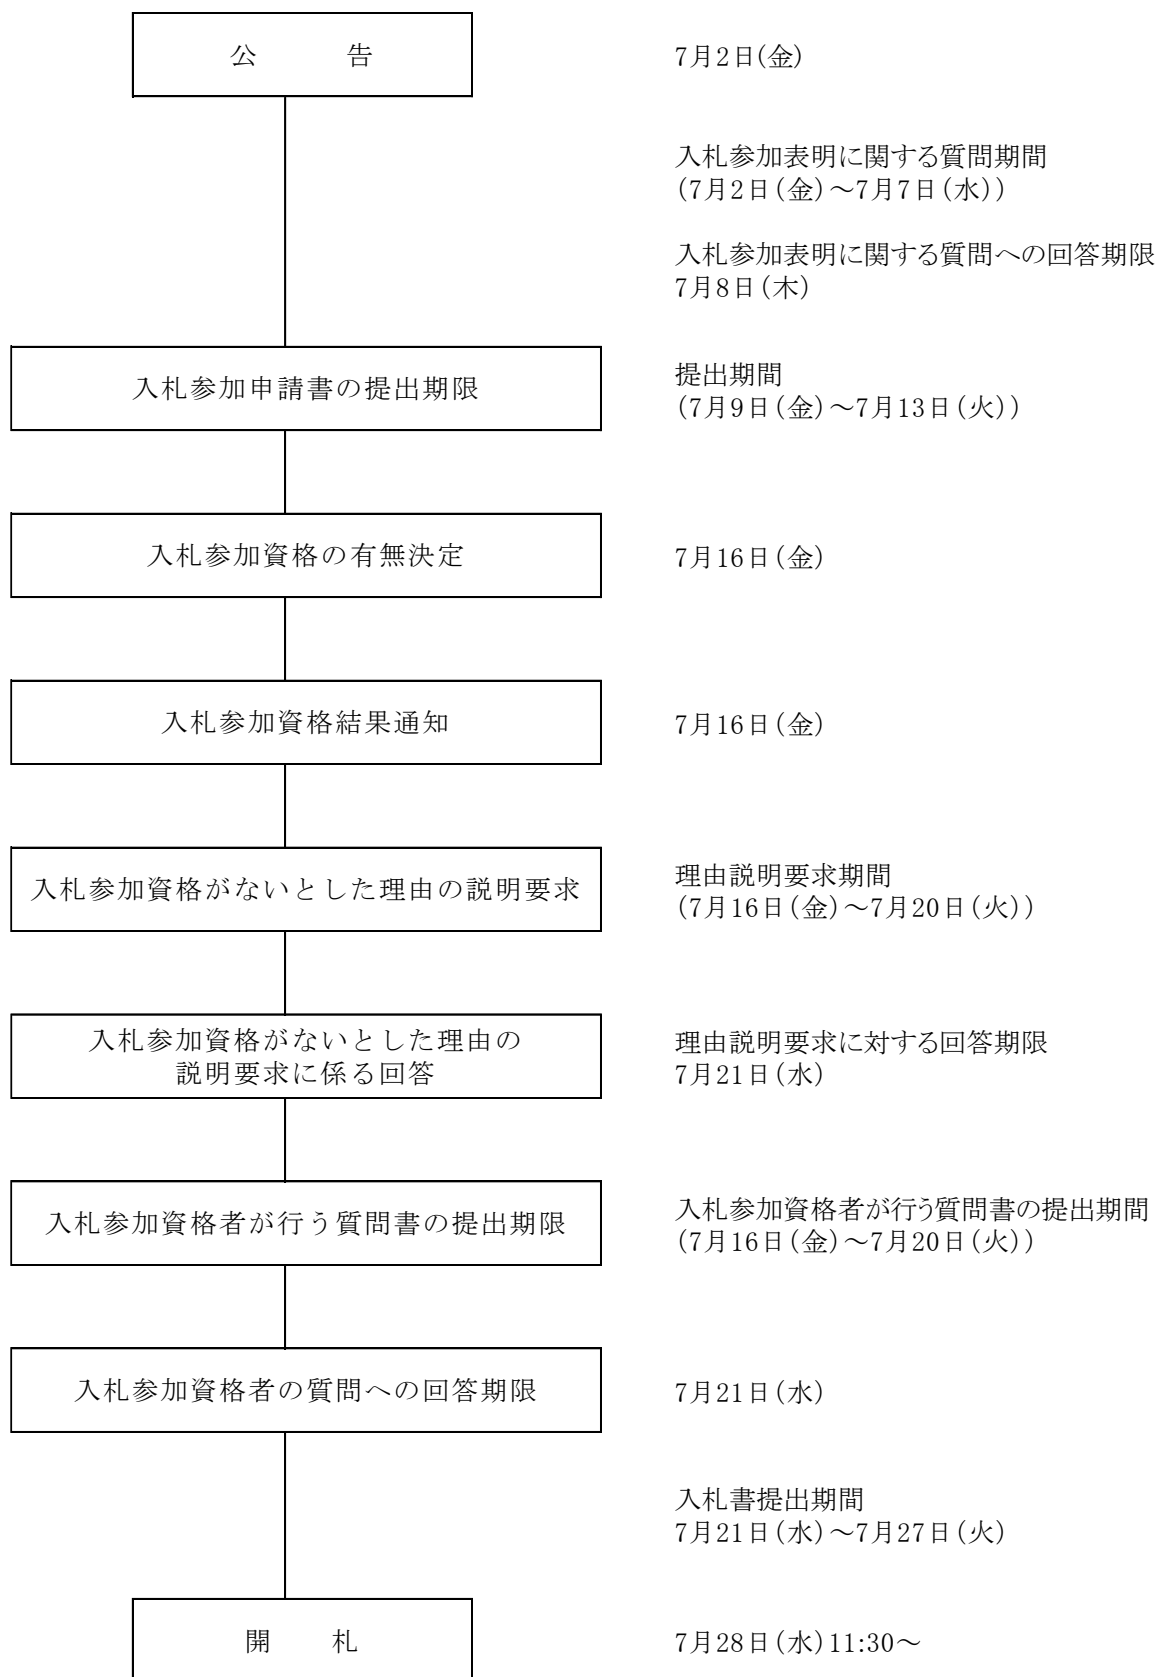 公　　　告
7月2日(金)
入札参加表明に関する質問期間
(7月2日(金)～7月7日(水))
入札参加表明に関する質問への回答期限
7月8日(木)
入札参加申請書の提出期限
提出期間
(7月9日(金)～7月13日(火))
入札参加資格の有無決定
7月16日(金)
入札参加資格結果通知
7月16日(金)
入札参加資格がないとした理由の説明要求
理由説明要求期間
(7月16日(金)～7月20日(火))
入札参加資格がないとした理由の
説明要求に係る回答
理由説明要求に対する回答期限
7月21日(水)
入札参加資格者が行う質問書の提出期限
入札参加資格者が行う質問書の提出期間
(7月16日(金)～7月20日(火))
入札参加資格者の質問への回答期限
7月21日(水)
入札書提出期間
7月21日(水)～7月27日(火)
開　　札
7月28日(水)11:30～